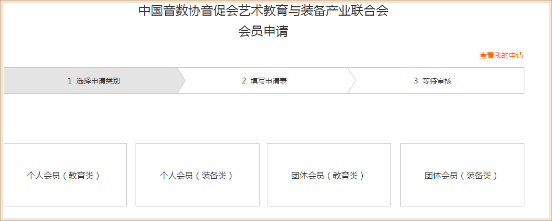 中国音数协音促会艺术教育与装备产业联合会
会员申请
查看我的申请
1 选择申请类别 2 填写申请表 3 等待审核
个人会员（教育类） 个人会员（装备类） 团体会员（教育类） 团体会员（装备类）